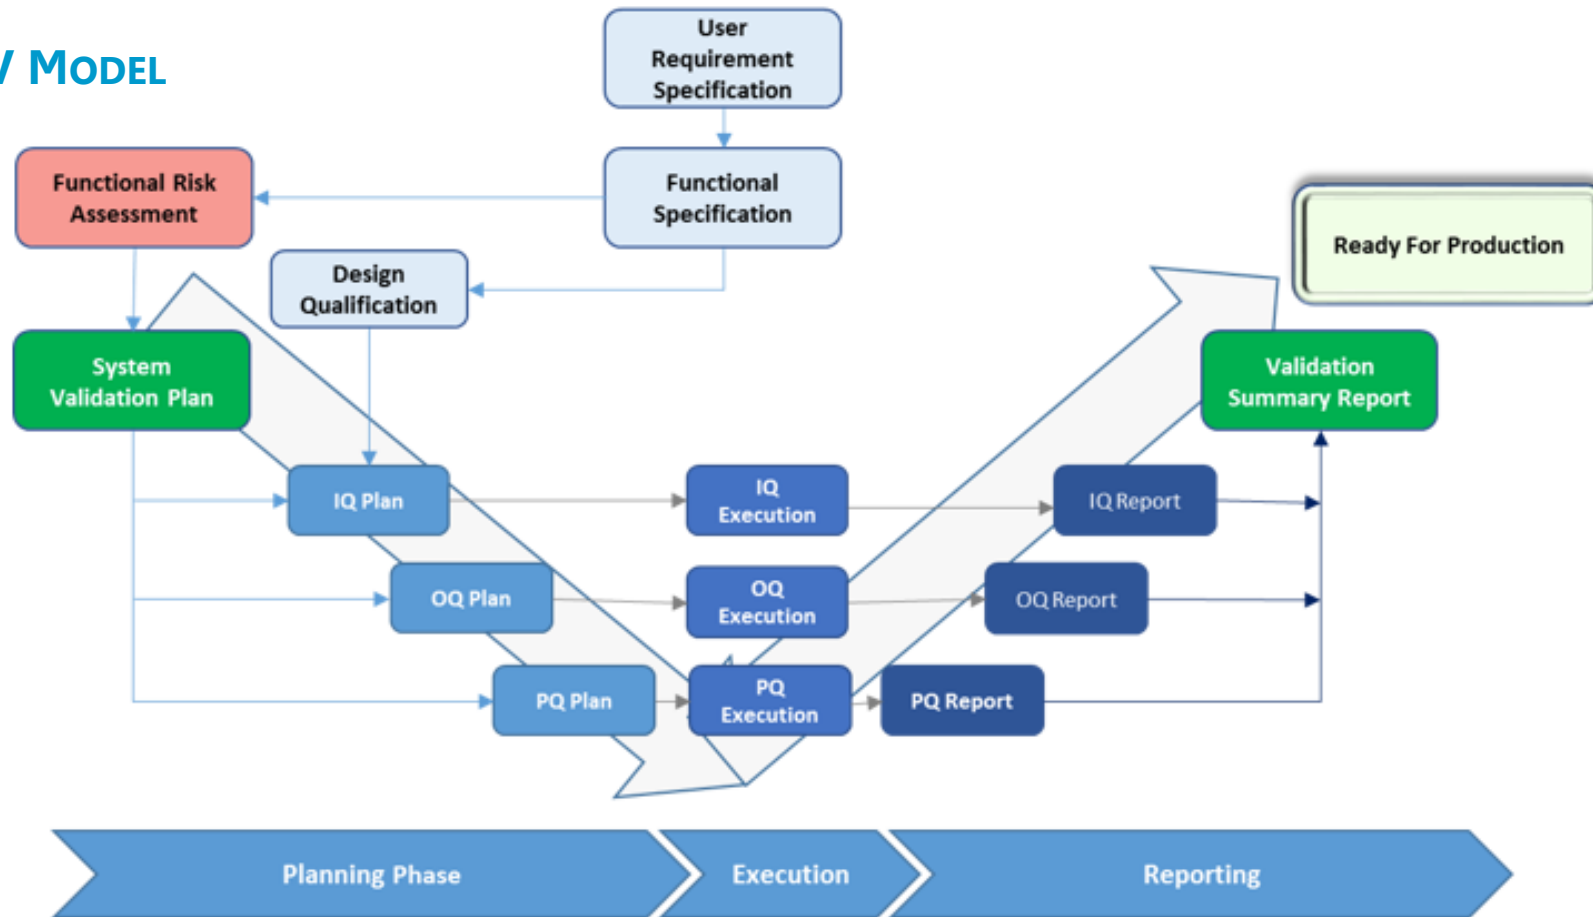 V MODEL
User
Requirement
Specification
Functional Risk
Assessment
Functional
Specification
Ready For Production
Design
Qualification
System
Validation Plan
Validation
Summary Report
IQ Plan
IQ
Execution
IQ Report
OQ Plan
OQ
Execution
OQ Report
PQ Plan
PQ
Execution
PQ Report
Planning Phase
Execution
Reporting